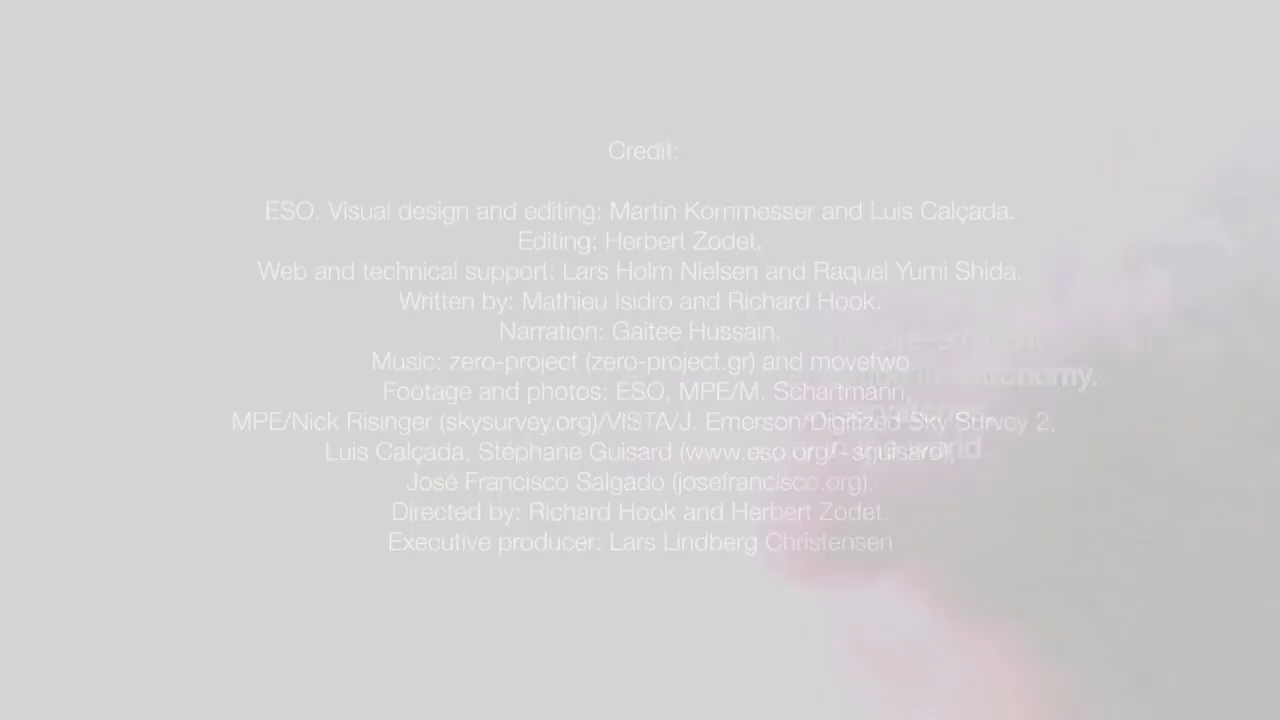 Credit:
ESO. Visual design and editing: Martin Kornmesser and Luis Calçada.
Editing: Herbert Zodet.
Web and technical support: Lars Holm Nielsen and Raquel Yumi Shida.
Written by: Mathieu Isidro and Richard Hook.
Narration: Gaitee Hussain.
Music: zero-project (zero-project.gr) and movetwo.
Footage and photos: ESO, MPE/M. Schartmann,
MPE/Nick Risinger (skysurvey.org)/VISTA/J. Emerson/Digitized Sky Survey 2,
Luis Calçada, Stéphane Guisard (www.eso.org/~sguisard),
José Francisco Salgado (josefrancisco.org).
Directed by: Richard Hook and Herbert Zodet.
Executive producer: Lars Lindberg Christensen